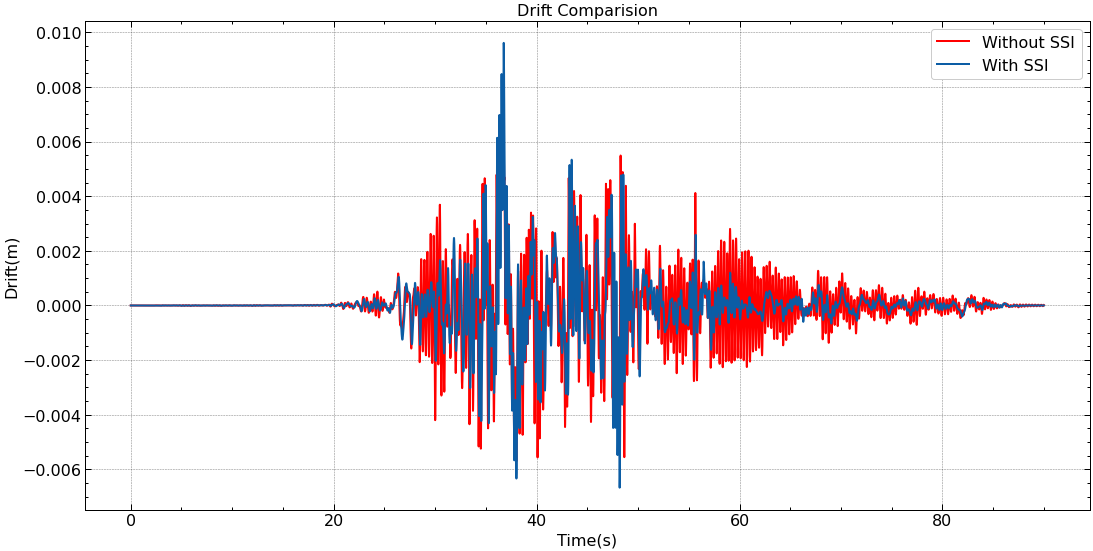 Drift Comparision
Without SSI
With SSI
Drift(m)
0.010
0.008
0.006
0.004
0.002
0.000
−0.002
−0.004
−0.006
0 20 40 60 80
Time(s)